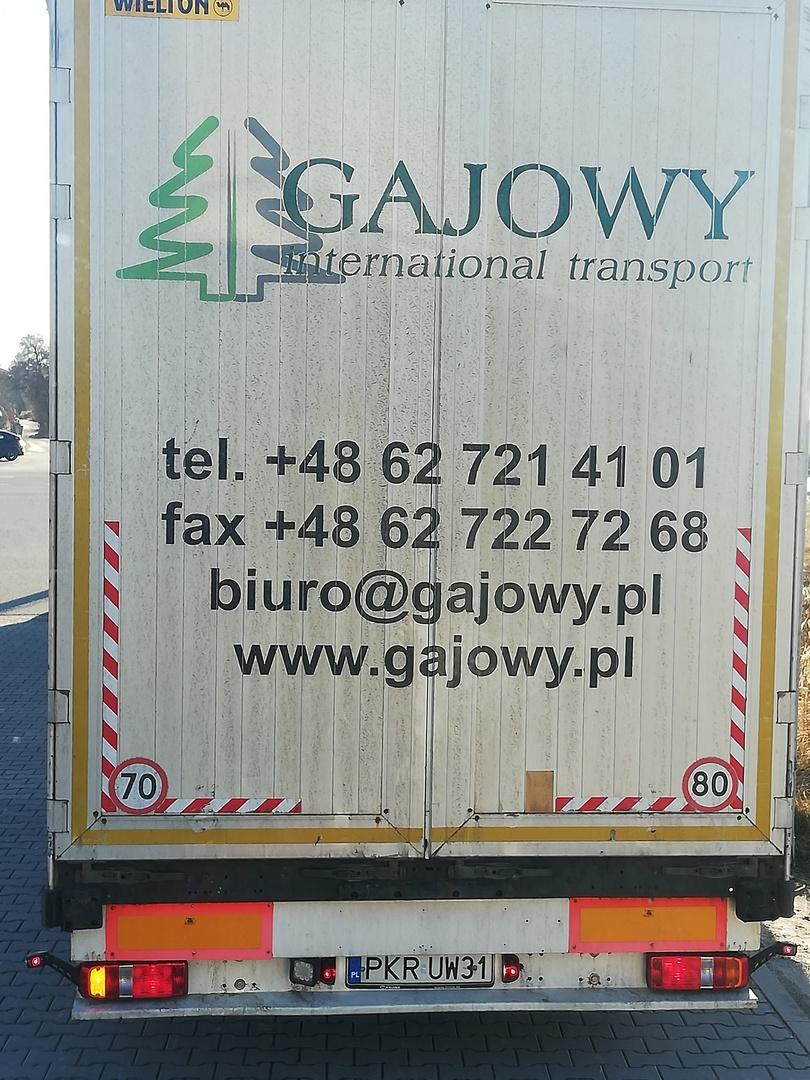 WIELTON
GAJOWY
international transport
tel. +48 62 721 41 01
fax +48 62 722 72 68
biuro@gajowy.pl
www.gajowy.pl
70
80
PL PKR UW31